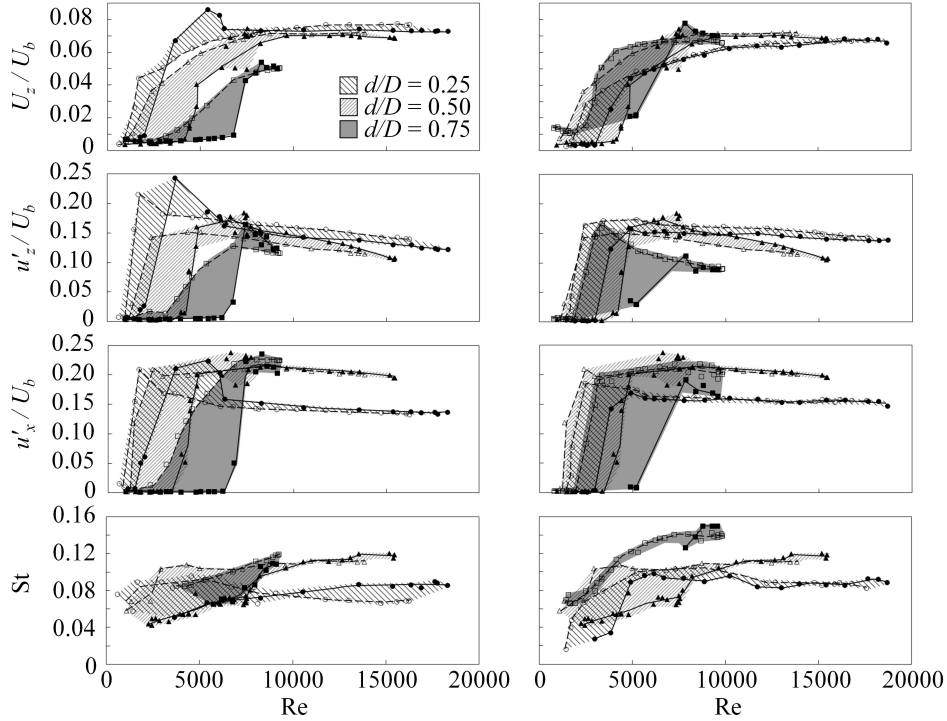 U_z / U_b
0.08
0.06
0.04
0.02
0
d/D = 0.25
d/D = 0.50
d/D = 0.75
u'_z / U_b
0.25
0.20
0.15
0.10
0.05
0
u'_x / U_b
0.25
0.20
0.15
0.10
0.05
0
St
0.16
0.12
0.08
0.04
0
0 5000 10000 15000 20000
0 5000 10000 15000 20000
Re
Re